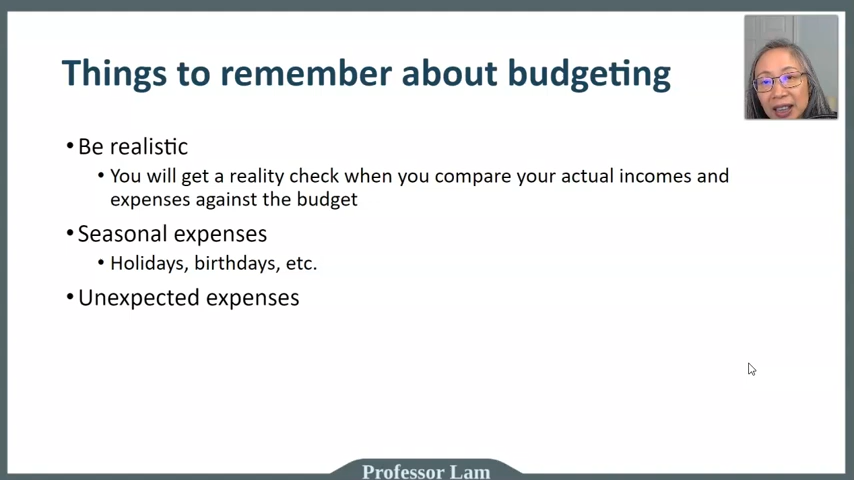 Things to remember about budgeting
•Be realistic
• You will get a reality check when you compare your actual incomes and
expenses against the budget
•Seasonal expenses
• Holidays, birthdays, etc.
•Unexpected expenses
Professor Lam